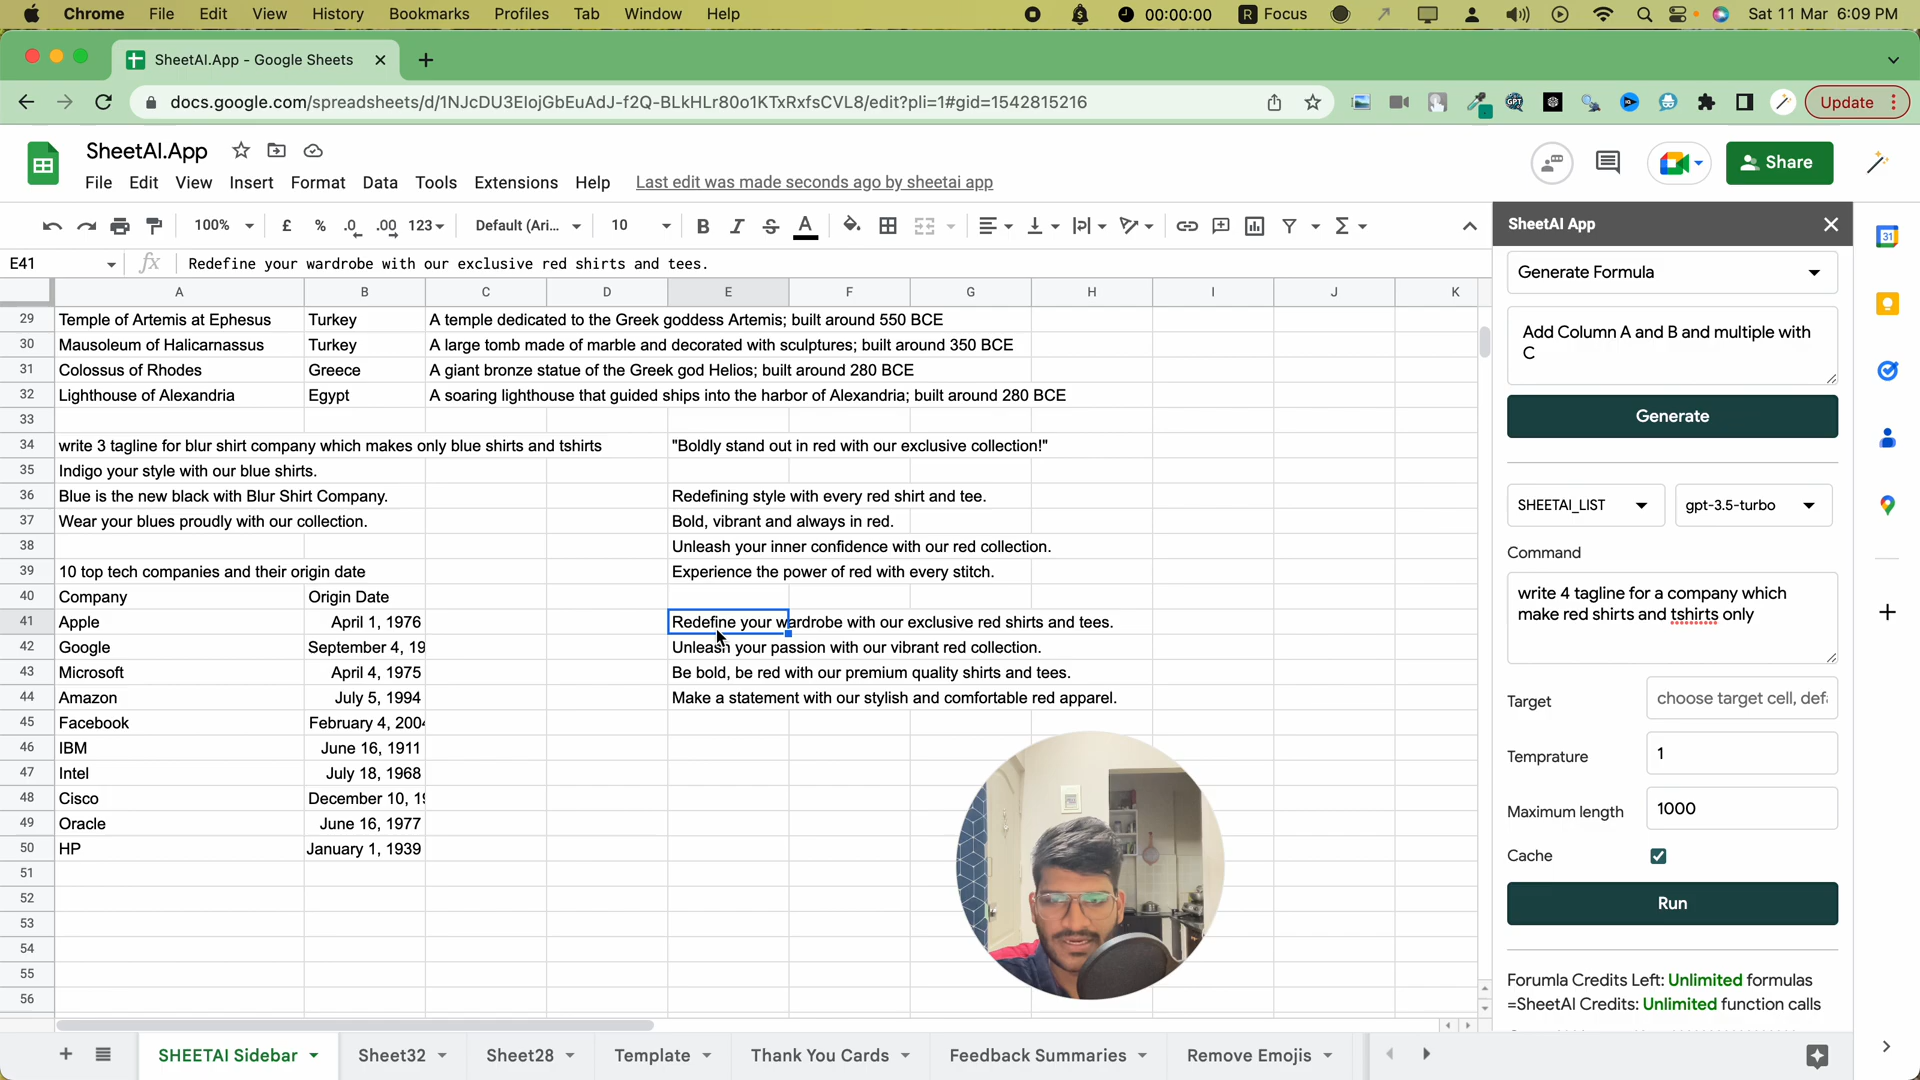 Chrome File Edit View History Bookmarks Profiles Tab Window Help 00:00:00 R Focus Sat 11 Mar 6:09 PM
SheetAI.App - Google Sheets
docs.google.com/spreadsheets/d/1NJcDU3ElojGbEuAdJ-f2Q-BLkHLr80o1KTxRxfsCVL8/edit?pli=1#gid=1542815216 Update
SheetAI.App Share
File Edit View Insert Format Data Tools Extensions Help Last edit was made seconds ago by sheetai app
100% £ % .0 .00 123 Default (Ari... 10 B I S A
E41 fx Redefine your wardrobe with our exclusive red shirts and tees.
A B C D E F G H I J K
29 Temple of Artemis at Ephesus Turkey A temple dedicated to the Greek goddess Artemis; built around 550 BCE
30 Mausoleum of Halicarnassus Turkey A large tomb made of marble and decorated with sculptures; built around 350 BCE
31 Colossus of Rhodes Greece A giant bronze statue of the Greek god Helios; built around 280 BCE
32 Lighthouse of Alexandria Egypt A soaring lighthouse that guided ships into the harbor of Alexandria; built around 280 BCE
33
34 write 3 tagline for blur shirt company which makes only blue shirts and tshirts "Boldly stand out in red with our exclusive collection!"
35 Indigo your style with our blue shirts.
36 Blue is the new black with Blur Shirt Company. Redefining style with every red shirt and tee.
37 Wear your blues proudly with our collection. Bold, vibrant and always in red.
38 Unleash your inner confidence with our red collection.
39 10 top tech companies and their origin date Experience the power of red with every stitch.
40 Company Origin Date
41 Apple April 1, 1976 Redefine your wardrobe with our exclusive red shirts and tees.
42 Google September 4, 19 Unleash your passion with our vibrant red collection.
43 Microsoft April 4, 1975 Be bold, be red with our premium quality shirts and tees.
44 Amazon July 5, 1994 Make a statement with our stylish and comfortable red apparel.
45 Facebook February 4, 2004
46 IBM June 16, 1911
47 Intel July 18, 1968
48 Cisco December 10, 19
49 Oracle June 16, 1977
50 HP January 1, 1939
51
52
53
54
55
56
SHEETAI Sidebar Sheet32 Sheet28 Template Thank You Cards Feedback Summaries Remove Emojis
SheetAI App
Generate Formula
Add Column A and B and multiple with
C
Generate
SHEETAI_LIST gpt-3.5-turbo
Command
write 4 tagline for a company which
make red shirts and tshirts only
Target choose target cell, defa
Temprature 1
Maximum length 1000
Cache
Run
Forumla Credits Left: Unlimited formulas
=SheetAI Credits: Unlimited function calls